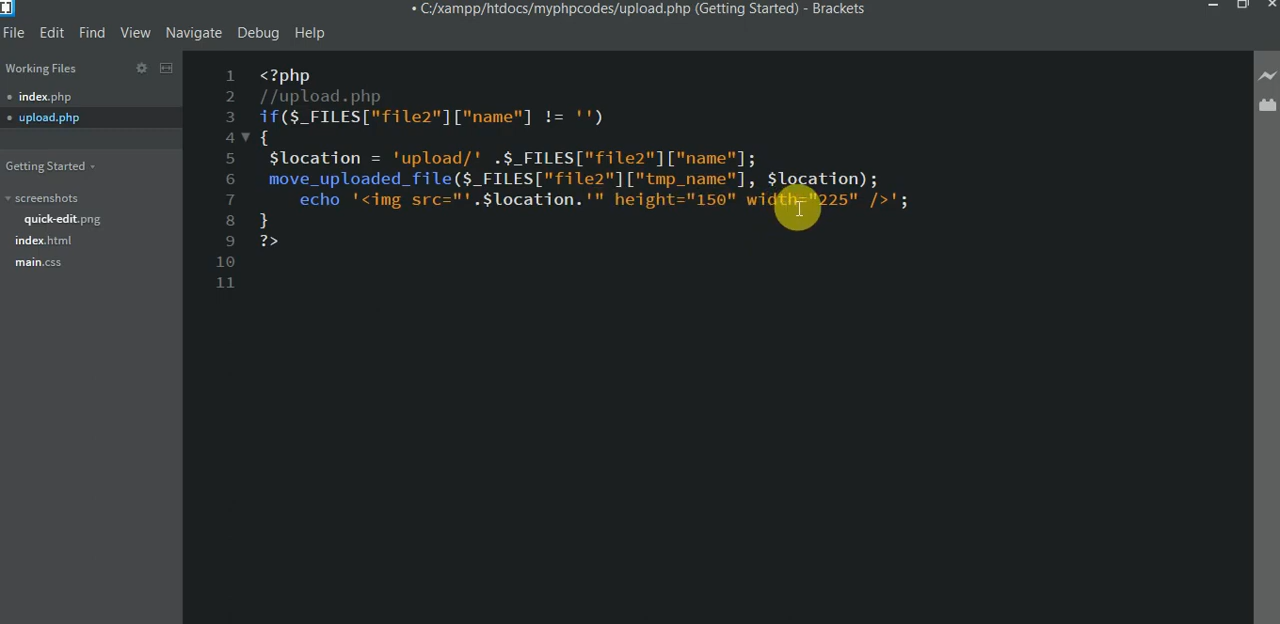 • C:/xampp/htdocs/myphpcodes/upload.php (Getting Started) - Brackets
File Edit Find View Navigate Debug Help
Working Files
• index.php
• upload.php
Getting Started
screenshots
quick-edit.png
index.html
main.css
1 <?php
2 //upload.php
3 if($_FILES["file2"]["name"] != '')
4 {
5 $location = 'upload/' .$_FILES["file2"]["name"];
6 move_uploaded_file($_FILES["file2"]["tmp_name"], $location);
7 echo '<img src="'.$location.'" height="150" width="225" />';
8 }
9 ?>
10
11